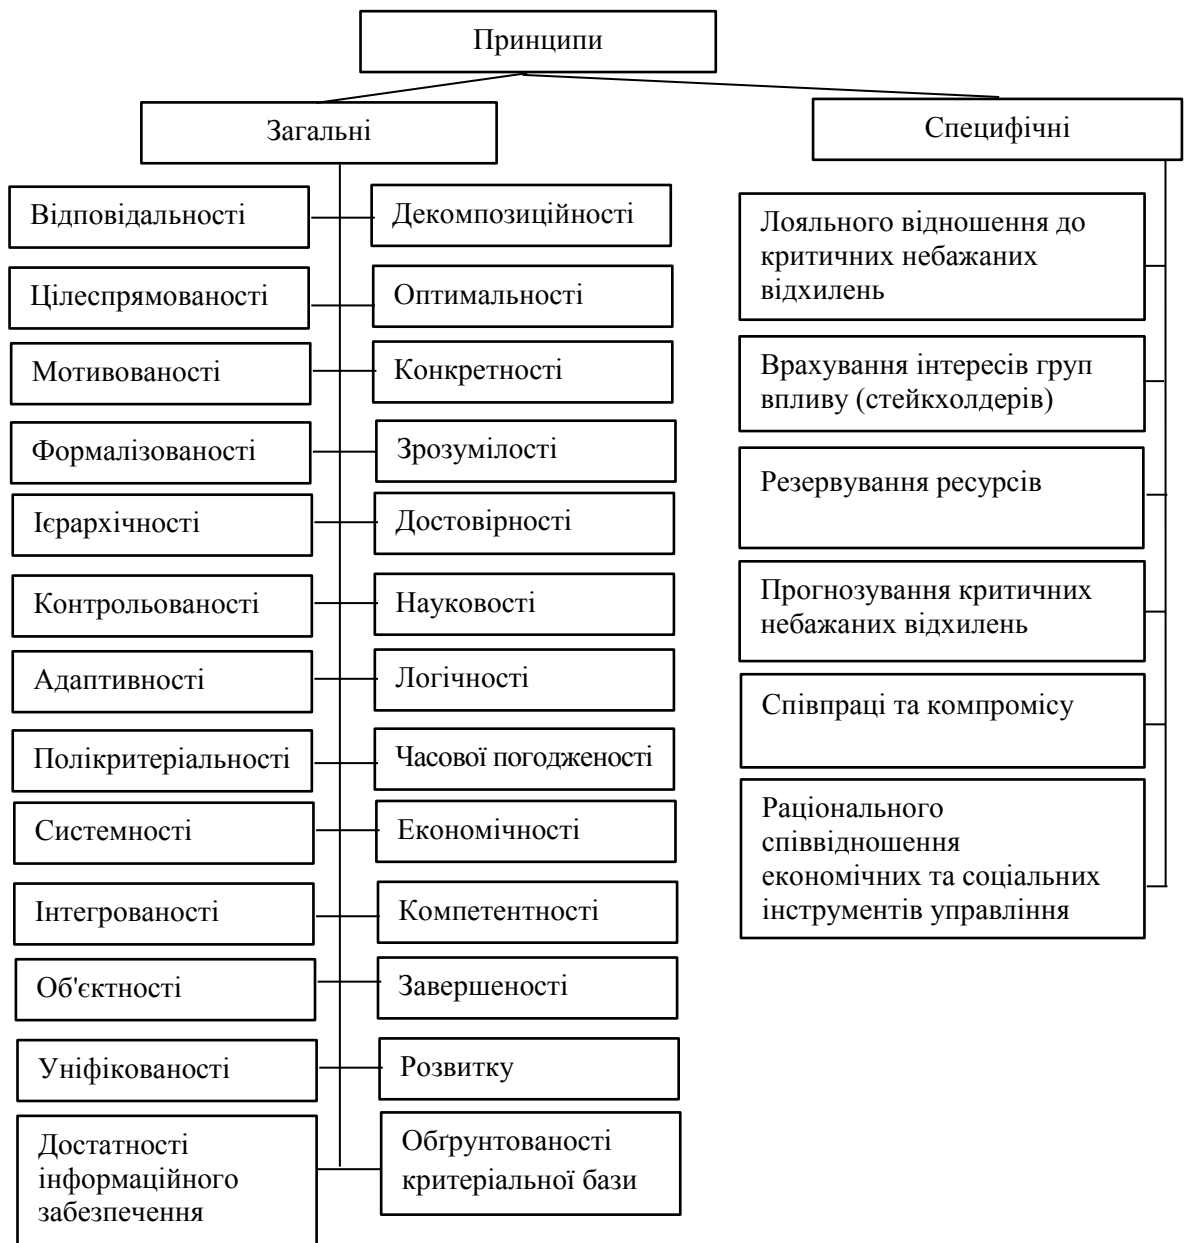 Принципи
Загальні
Специфічні
Відповідальності
Декомпозиційності
Цілеспрямованості
Оптимальності
Мотивованості
Конкретності
Формалізованості
Зрозумілості
Ієрархічності
Достовірності
Контрольованості
Науковості
Адаптивності
Логічності
Полікритеріальності
Часової погодженості
Системності
Економічності
Інтегрованості
Компетентності
Об'єктності
Завершеності
Уніфікованості
Розвитку
Достатності
інформаційного
забезпечення
Обґрунтованості
критеріальної бази
Лояльного відношення до
критичних небажаних
відхилень
Врахування інтересів груп
впливу (стейкхолдерів)
Резервування ресурсів
Прогнозування критичних
небажаних відхилень
Співпраці та компромісу
Раціонального
співвідношення
економічних та соціальних
інструментів управління